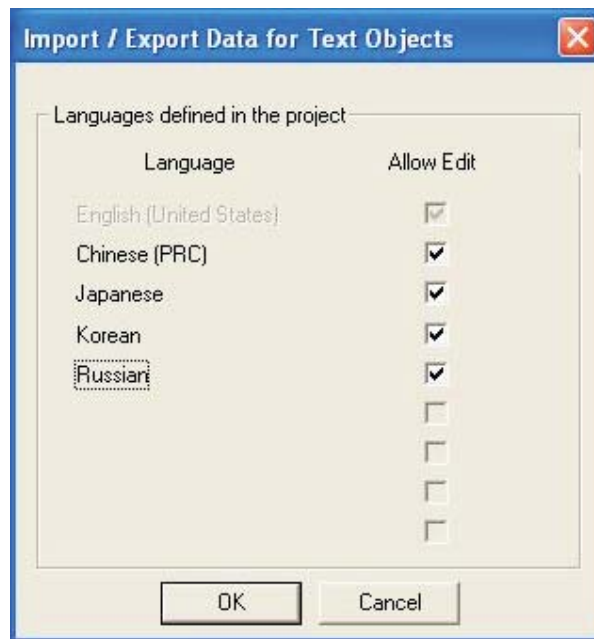 Import / Export Data for Text Objects
Languages defined in the project
Language Allow Edit
English (United States)
Chinese (PRC)
Japanese
Korean
Russian
OK Cancel